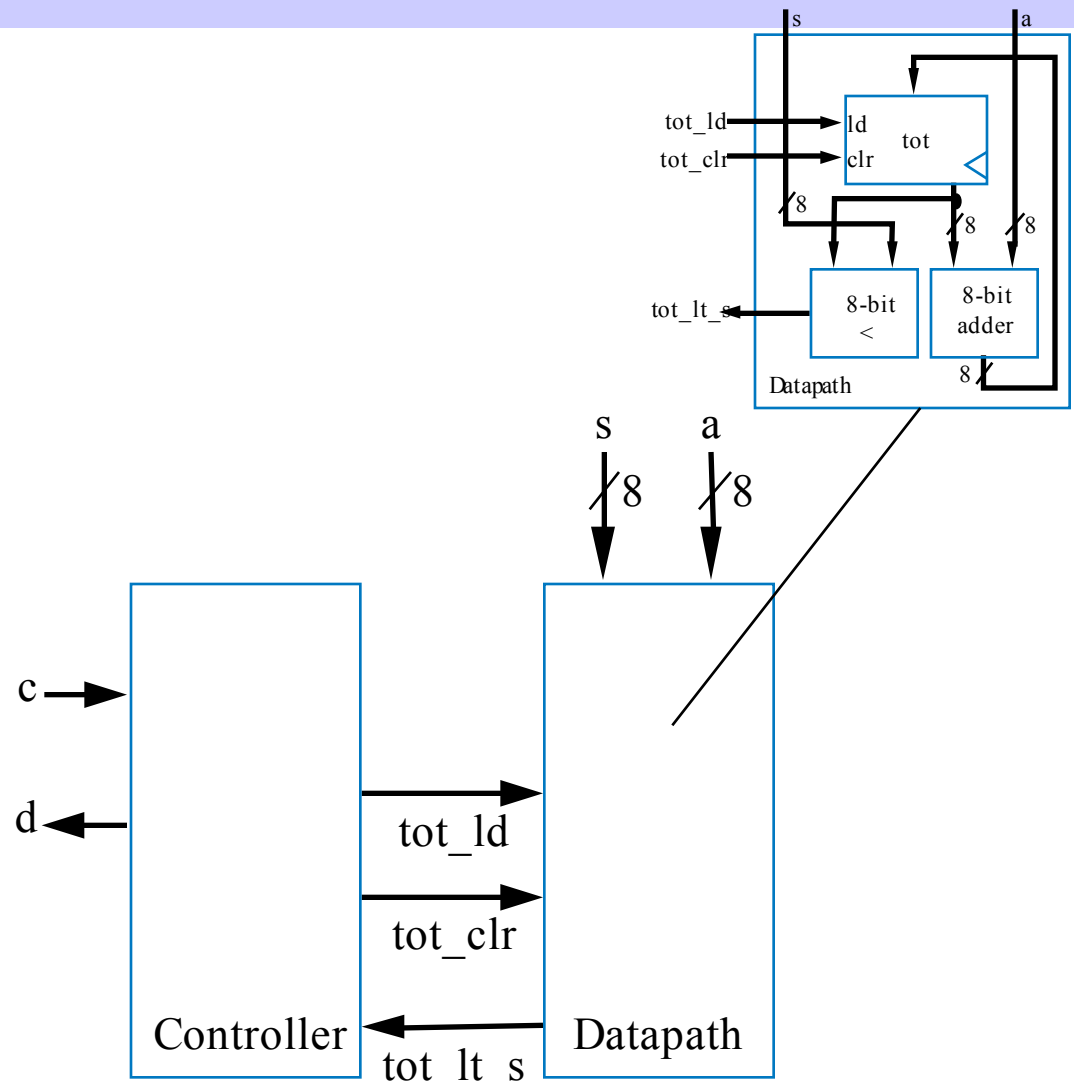 s a
tot_ld ld
tot
tot_clr clr
8
8 8
8-bit
<
8-bit
adder
tot_lt_s
8
Datapath
s a
8 8
c
d
tot_ld
tot_clr
Controller
Datapath
tot_lt_s